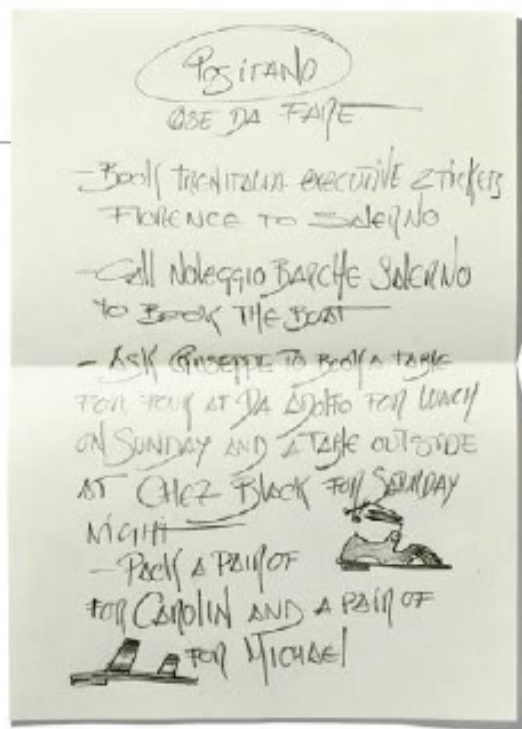 POSITANO
COSE DA FARE
- BOOK TRENITALIA EXECUTIVE 2 TICKETS
FLORENCE TO SALERNO
- CALL NOLEGGIO BARCHE SALERNO
TO BOOK THE BOAT
- ASK GIUSEPPE TO BOOK A TABLE
FOR FOUR AT DA ADOLFO FOR LUNCH
ON SUNDAY AND A TABLE OUTSIDE
AT CHEZ BLACK FOR SATURDAY
NIGHT
- PACK A PAIR OF
FOR CAROLIN AND A PAIR OF
FOR MICHAEL